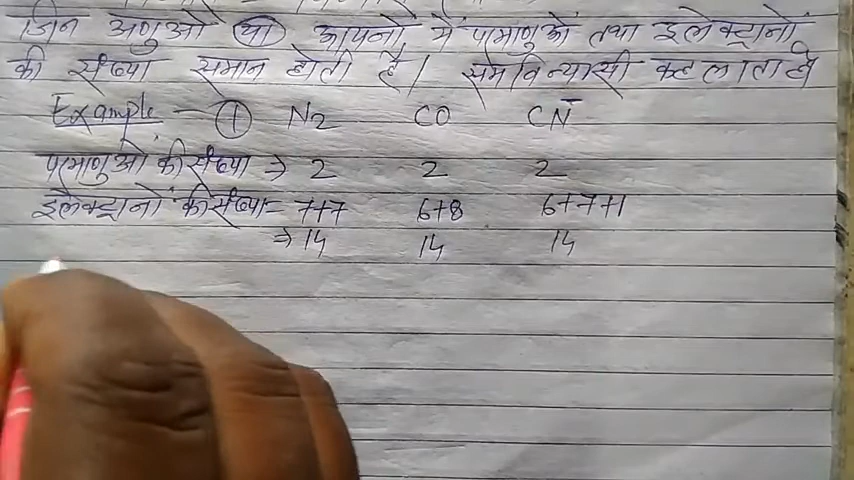 जिन अणुओ या आयनों में परमाणुओं तथा इलेक्ट्रानों
की संख्या समान होती है। समविन्यासी कहलाता है
Example — ① N₂ CO CN⁻
परमाणुओं की संख्या → 2 2 2
इलेक्ट्रानों की संख्या = 7+7 6+8 6+7+1
⇒ 14 14 14